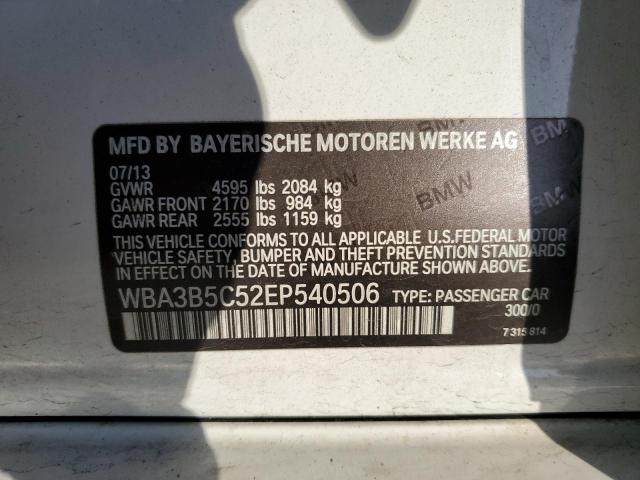 MFD BY BAYERISCHE MOTOREN WERKE AG
07/13
GVWR 4595 lbs 2084 kg
GAWR FRONT 2170 lbs 984 kg
GAWR REAR 2555 lbs 1159 kg
THIS VEHICLE CONFORMS TO ALL APPLICABLE U.S.FEDERAL MOTOR
VEHICLE SAFETY, BUMPER AND THEFT PREVENTION STANDARDS
IN EFFECT ON THE DATE OF MANUFACTURE SHOWN ABOVE.
WBA3B5C52EP540506 TYPE: PASSENGER CAR
300/0
7 315 814
BMW
BMW
BMW